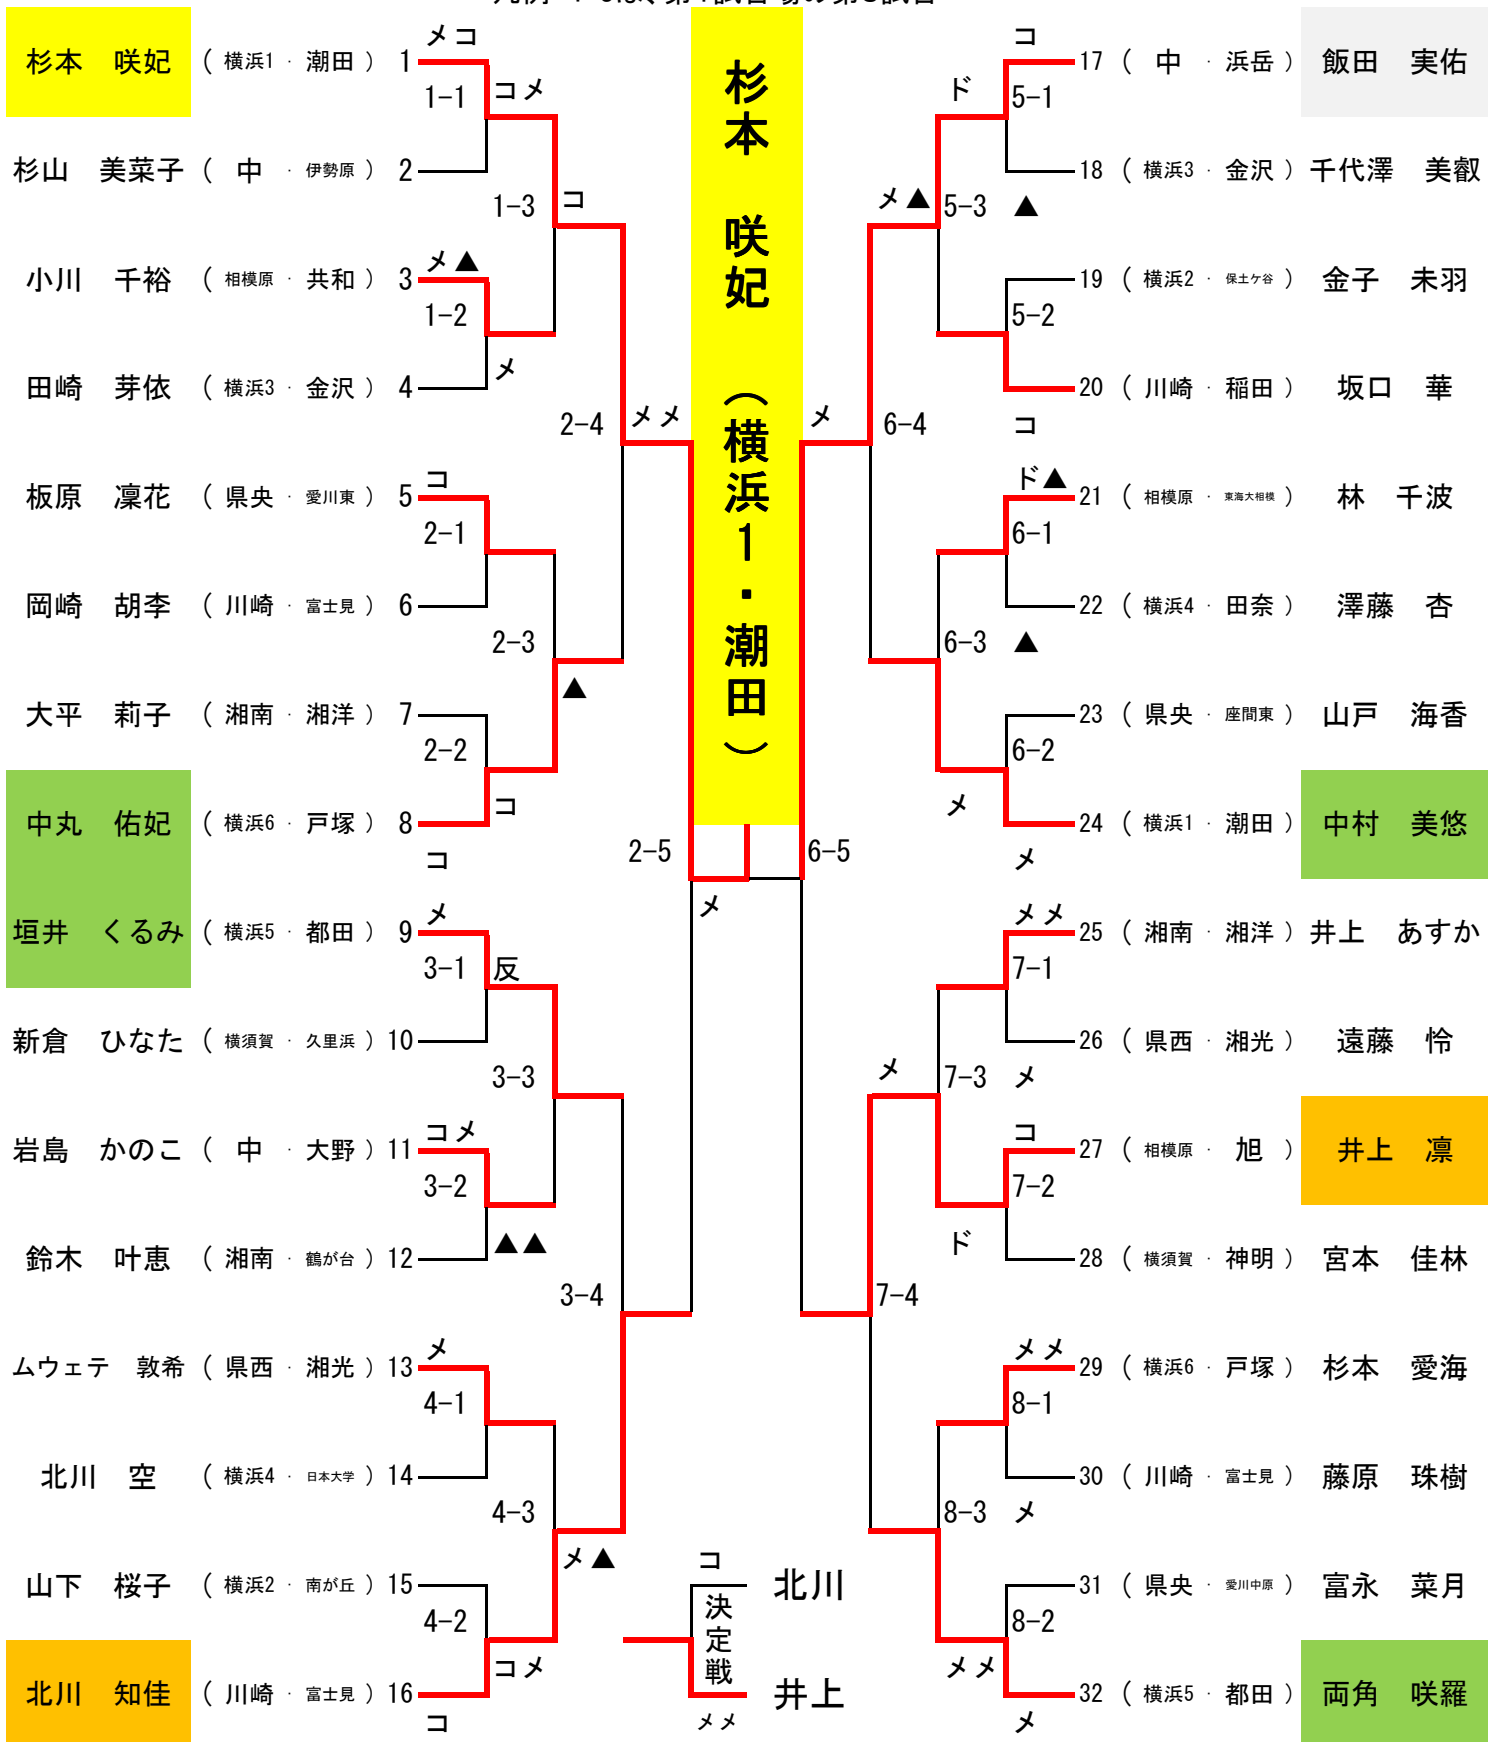 杉本　咲妃 ( 横浜1 ・ 潮田 ) 1
杉山　美菜子 ( 中 ・ 伊勢原 ) 2
小川　千裕 ( 相模原 ・ 共和 ) 3
田崎　芽依 ( 横浜3 ・ 金沢 ) 4
板原　凜花 ( 県央 ・ 愛川東 ) 5
岡崎　胡李 ( 川崎 ・ 富士見 ) 6
大平　莉子 ( 湘南 ・ 湘洋 ) 7
中丸　佑妃 ( 横浜6 ・ 戸塚 ) 8
垣井　くるみ ( 横浜5 ・ 都田 ) 9
新倉　ひなた ( 横須賀 ・ 久里浜 ) 10
岩島　かのこ ( 中 ・ 大野 ) 11
鈴木　叶恵 ( 湘南 ・ 鶴が台 ) 12
ムウェテ　敦希 ( 県西 ・ 湘光 ) 13
北川　空 ( 横浜4 ・ 日本大学 ) 14
山下　桜子 ( 横浜2 ・ 南が丘 ) 15
北川　知佳 ( 川崎 ・ 富士見 ) 16
メコ
1-1
コメ
1-3
コ
メ▲
1-2
メ
2-4
メメ
コ
2-1
2-3
▲
2-2
コ
コ
2-5
メ
メ
3-1
反
3-3
コメ
3-2
▲▲
3-4
メ
4-1
4-3
メ▲
4-2
コメ
コ
杉本　咲妃　（横浜1・潮田）
コ
北川
決定戦
井上
メメ
コ
ド
5-1
メ▲
5-3
▲
5-2
コ
メ
6-4
ド▲
6-1
6-3
▲
6-2
メ
メ
6-5
メメ
7-1
メ
7-3
メ
コ
7-2
ド
7-4
メメ
8-1
8-3
メ
8-2
メメ
メ
17 ( 中 ・ 浜岳 ) 飯田　実佑
18 ( 横浜3 ・ 金沢 ) 千代澤　美叡
19 ( 横浜2 ・ 保土ケ谷 ) 金子　未羽
20 ( 川崎 ・ 稲田 ) 坂口　華
21 ( 相模原 ・ 東海大相模 ) 林　千波
22 ( 横浜4 ・ 田奈 ) 澤藤　杏
23 ( 県央 ・ 座間東 ) 山戸　海香
24 ( 横浜1 ・ 潮田 ) 中村　美悠
25 ( 湘南 ・ 湘洋 ) 井上　あすか
26 ( 県西 ・ 湘光 ) 遠藤　怜
27 ( 相模原 ・ 旭 ) 井上　凛
28 ( 横須賀 ・ 神明 ) 宮本　佳林
29 ( 横浜6 ・ 戸塚 ) 杉本　愛海
30 ( 川崎 ・ 富士見 ) 藤原　珠樹
31 ( 県央 ・ 愛川中原 ) 富永　菜月
32 ( 横浜5 ・ 都田 ) 両角　咲羅